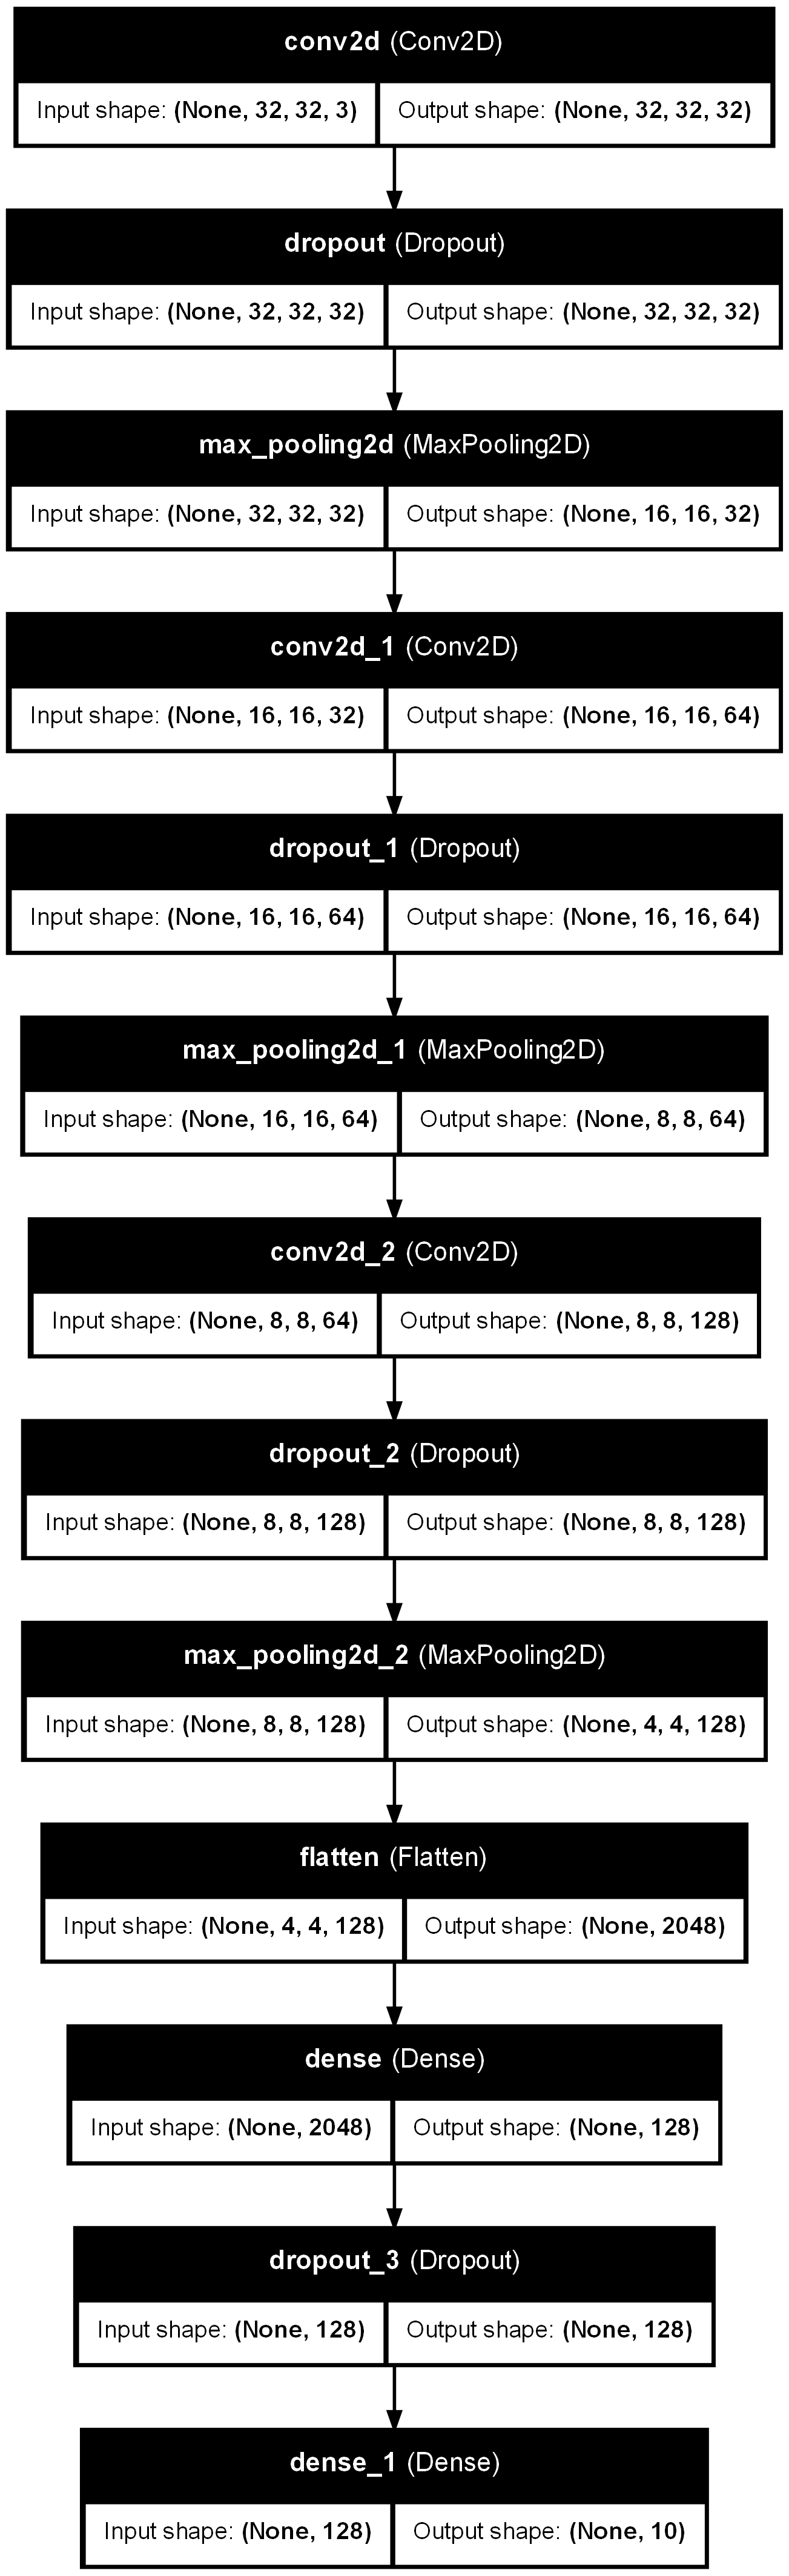 conv2d (Conv2D)
Input shape: (None, 32, 32, 3) Output shape: (None, 32, 32, 32)
dropout (Dropout)
Input shape: (None, 32, 32, 32) Output shape: (None, 32, 32, 32)
max_pooling2d (MaxPooling2D)
Input shape: (None, 32, 32, 32) Output shape: (None, 16, 16, 32)
conv2d_1 (Conv2D)
Input shape: (None, 16, 16, 32) Output shape: (None, 16, 16, 64)
dropout_1 (Dropout)
Input shape: (None, 16, 16, 64) Output shape: (None, 16, 16, 64)
max_pooling2d_1 (MaxPooling2D)
Input shape: (None, 16, 16, 64) Output shape: (None, 8, 8, 64)
conv2d_2 (Conv2D)
Input shape: (None, 8, 8, 64) Output shape: (None, 8, 8, 128)
dropout_2 (Dropout)
Input shape: (None, 8, 8, 128) Output shape: (None, 8, 8, 128)
max_pooling2d_2 (MaxPooling2D)
Input shape: (None, 8, 8, 128) Output shape: (None, 4, 4, 128)
flatten (Flatten)
Input shape: (None, 4, 4, 128) Output shape: (None, 2048)
dense (Dense)
Input shape: (None, 2048) Output shape: (None, 128)
dropout_3 (Dropout)
Input shape: (None, 128) Output shape: (None, 128)
dense_1 (Dense)
Input shape: (None, 128) Output shape: (None, 10)